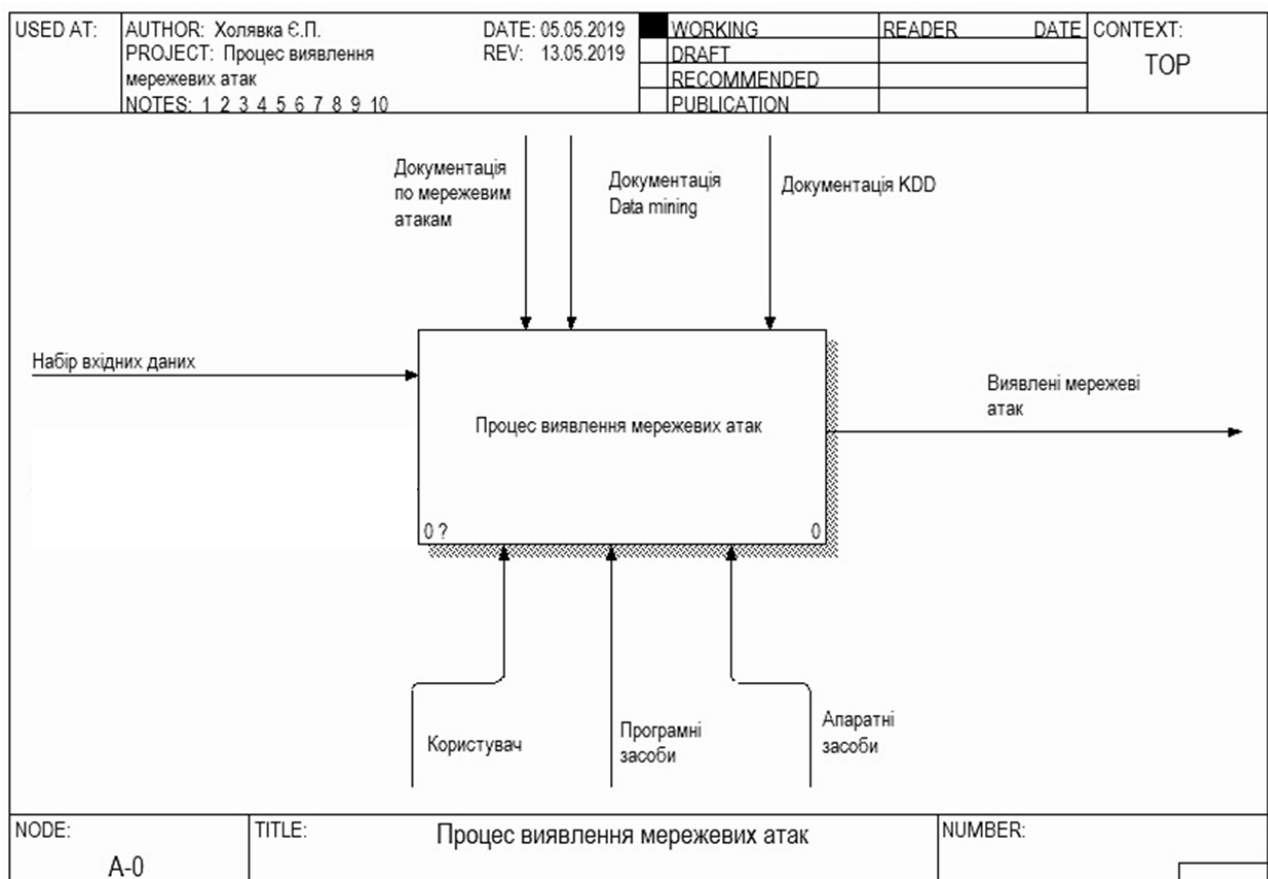 USED AT:
AUTHOR: Холявка Є.П.
DATE: 05.05.2019
PROJECT: Процес виявлення
мережевих атак
REV: 13.05.2019
NOTES: 1 2 3 4 5 6 7 8 9 10
WORKING
DRAFT
RECOMMENDED
PUBLICATION
READER
DATE
CONTEXT:
TOP
Документація
по мережевим
атакам
Документація
Data mining
Документація KDD
Набір вхідних даних
Процес виявлення мережевих атак
0 ?
0
Виявлені мережеві
атак
Користувач
Програмні
засоби
Апаратні
засоби
NODE:
A-0
TITLE:
Процес виявлення мережевих атак
NUMBER: